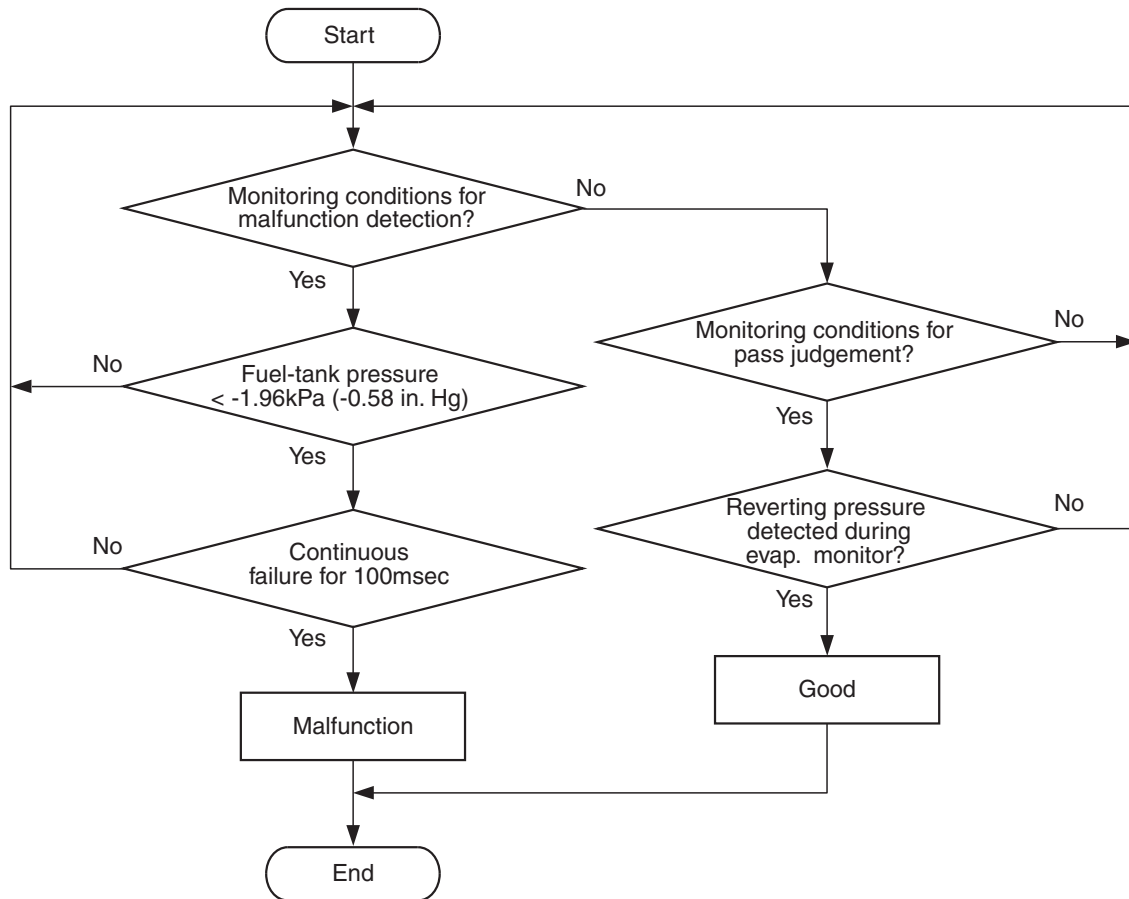 Start
Monitoring conditions for
malfunction detection?
No
Yes
Monitoring conditions for
pass judgement?
No
Yes
Fuel-tank pressure
< -1.96kPa (-0.58 in. Hg)
No
Yes
Reverting pressure
detected during
evap. monitor?
No
Yes
Continuous
failure for 100msec
No
Yes
Good
Malfunction
End